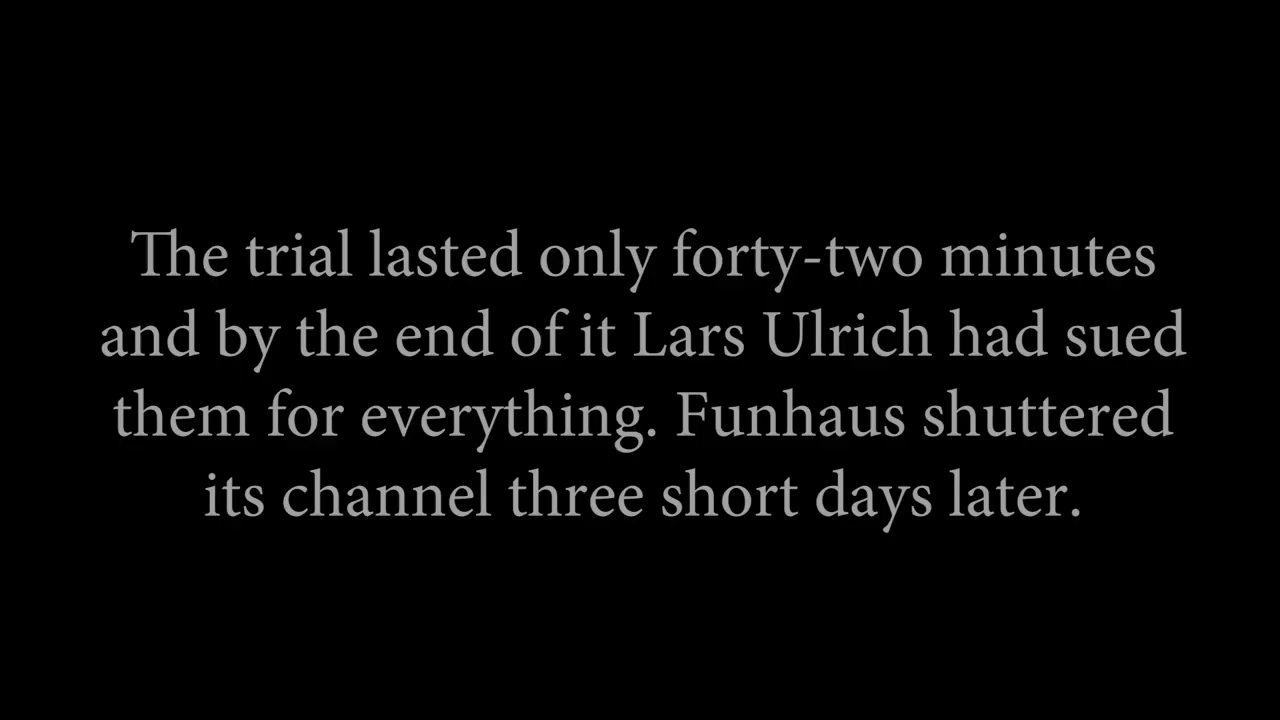 The trial lasted only forty-two minutes
and by the end of it Lars Ulrich had sued
them for everything. Funhaus shuttered
its channel three short days later.